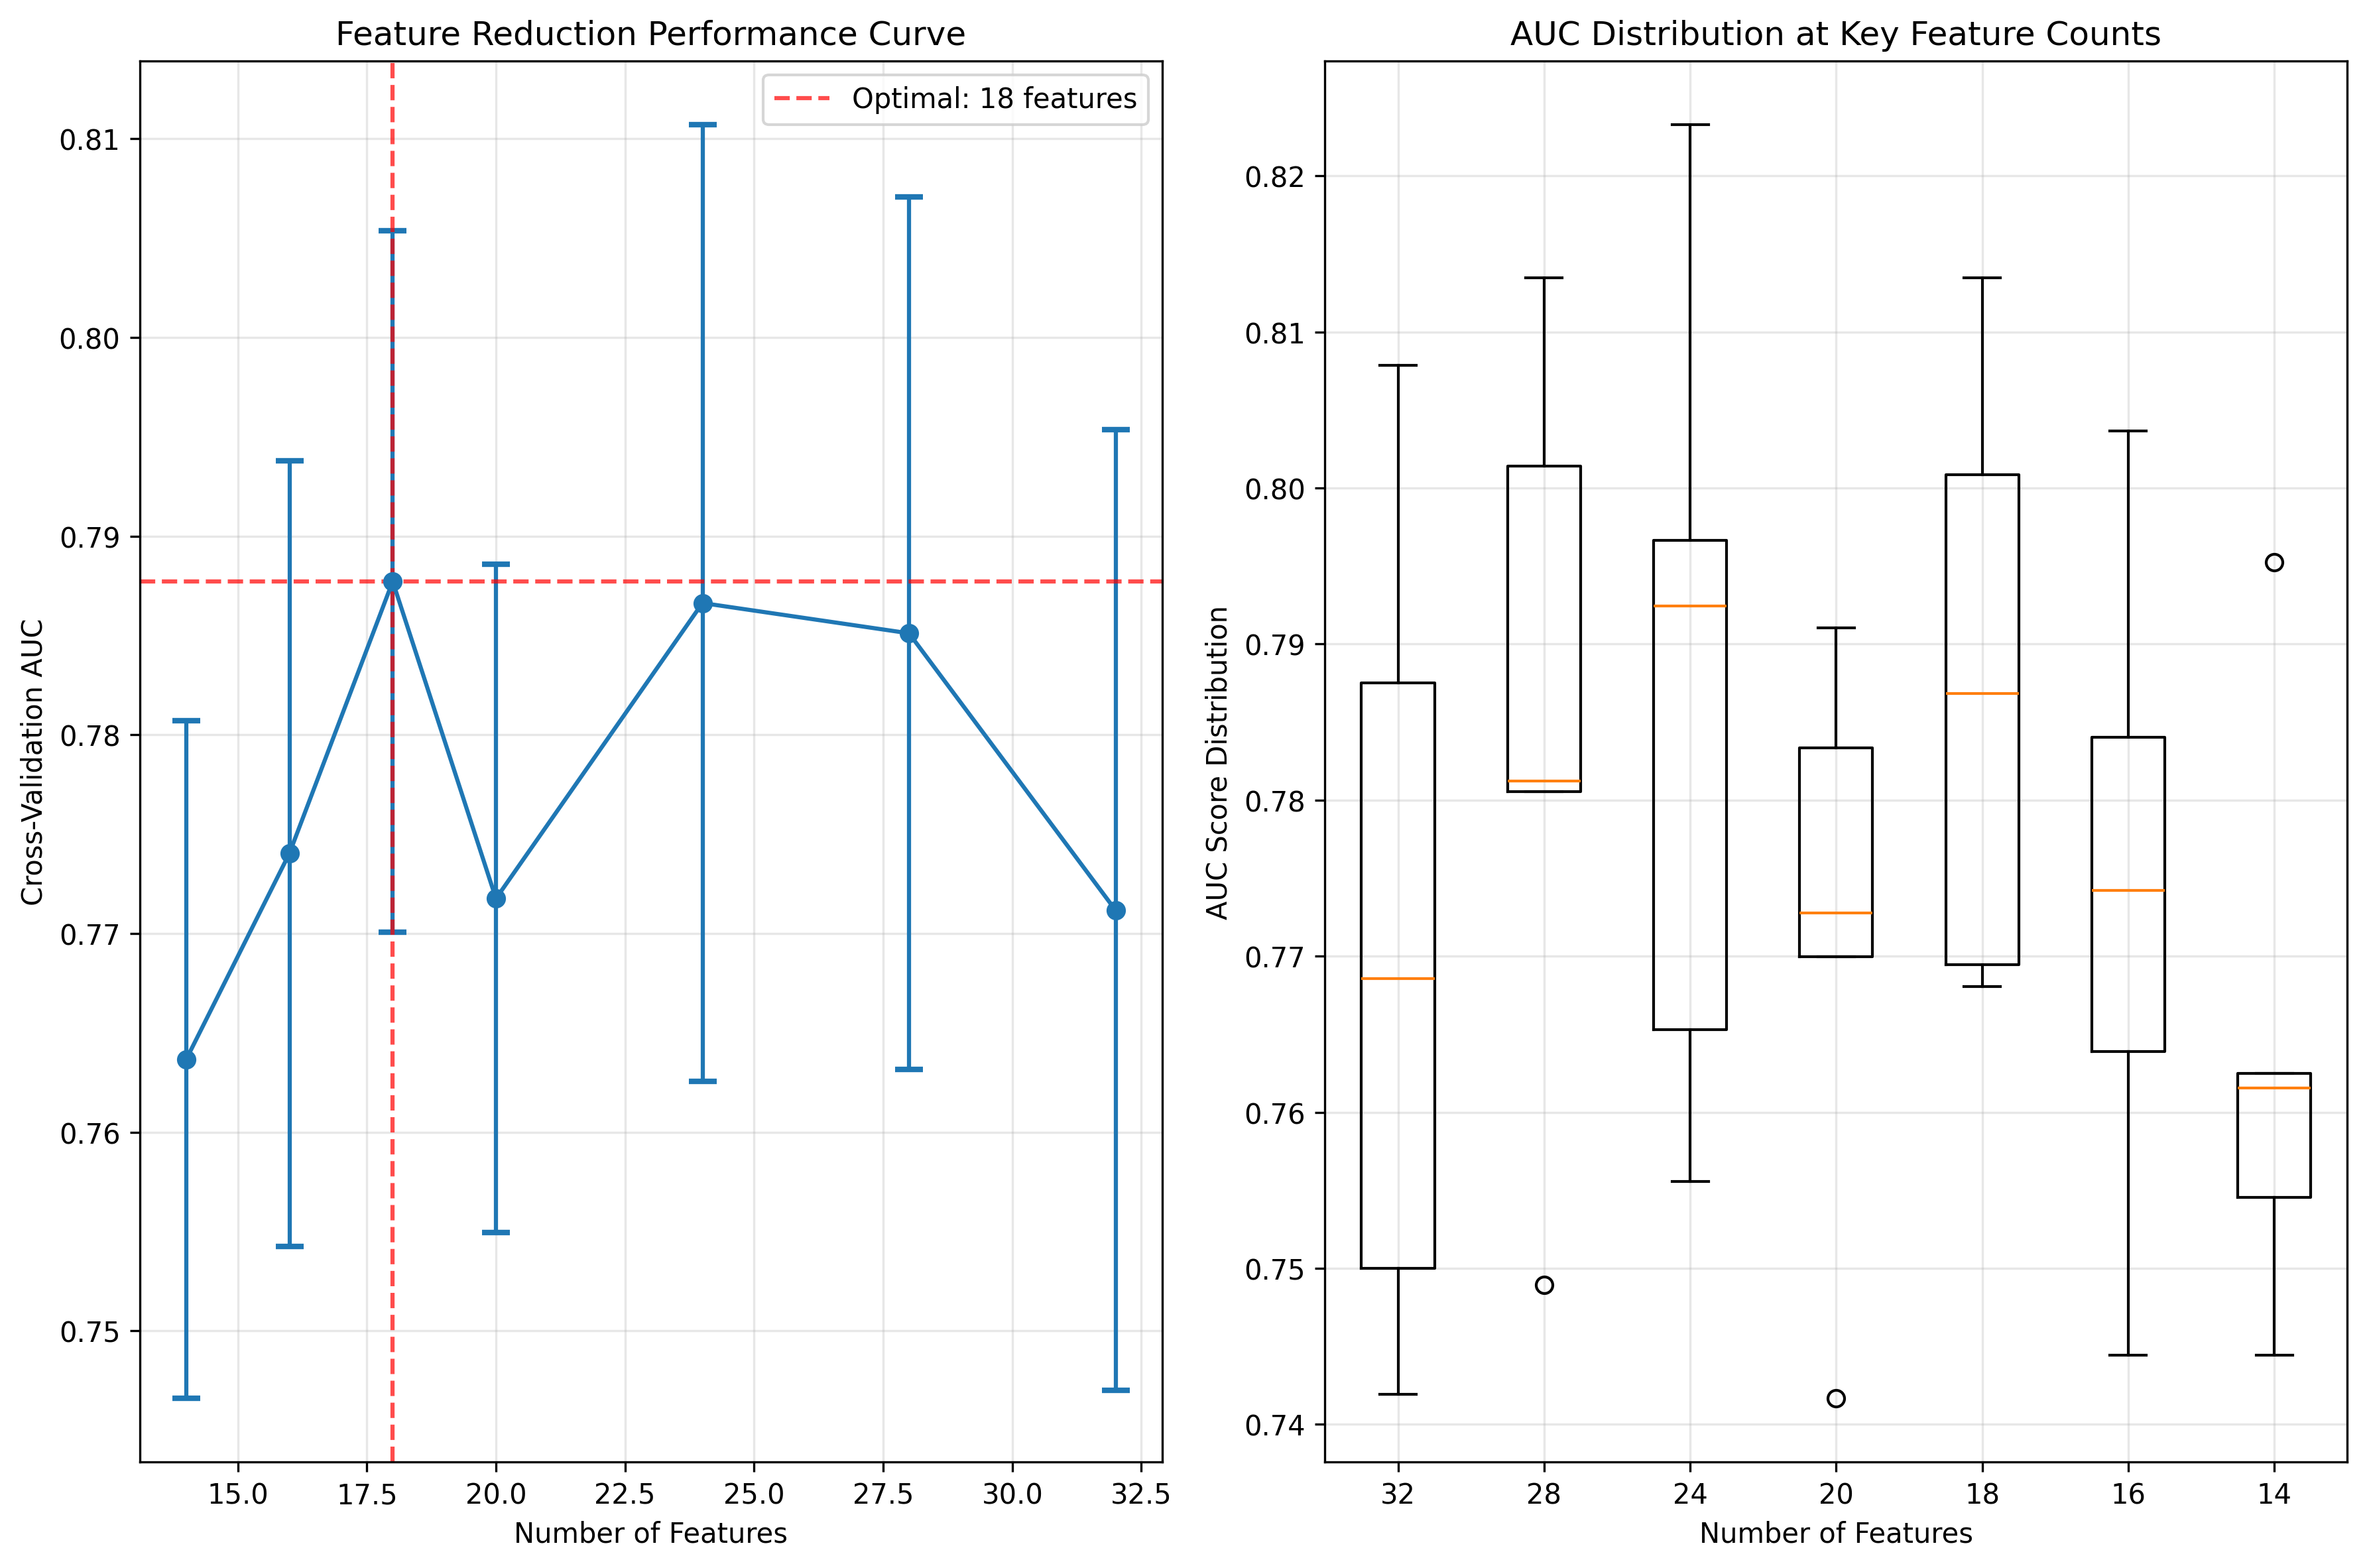 Feature Reduction Performance Curve
Optimal: 18 features
Cross-Validation AUC
0.81
0.80
0.79
0.78
0.77
0.76
0.75
15.0 17.5 20.0 22.5 25.0 27.5 30.0 32.5
Number of Features
AUC Distribution at Key Feature Counts
AUC Score Distribution
0.82
0.81
0.80
0.79
0.78
0.77
0.76
0.75
0.74
32 28 24 20 18 16 14
Number of Features